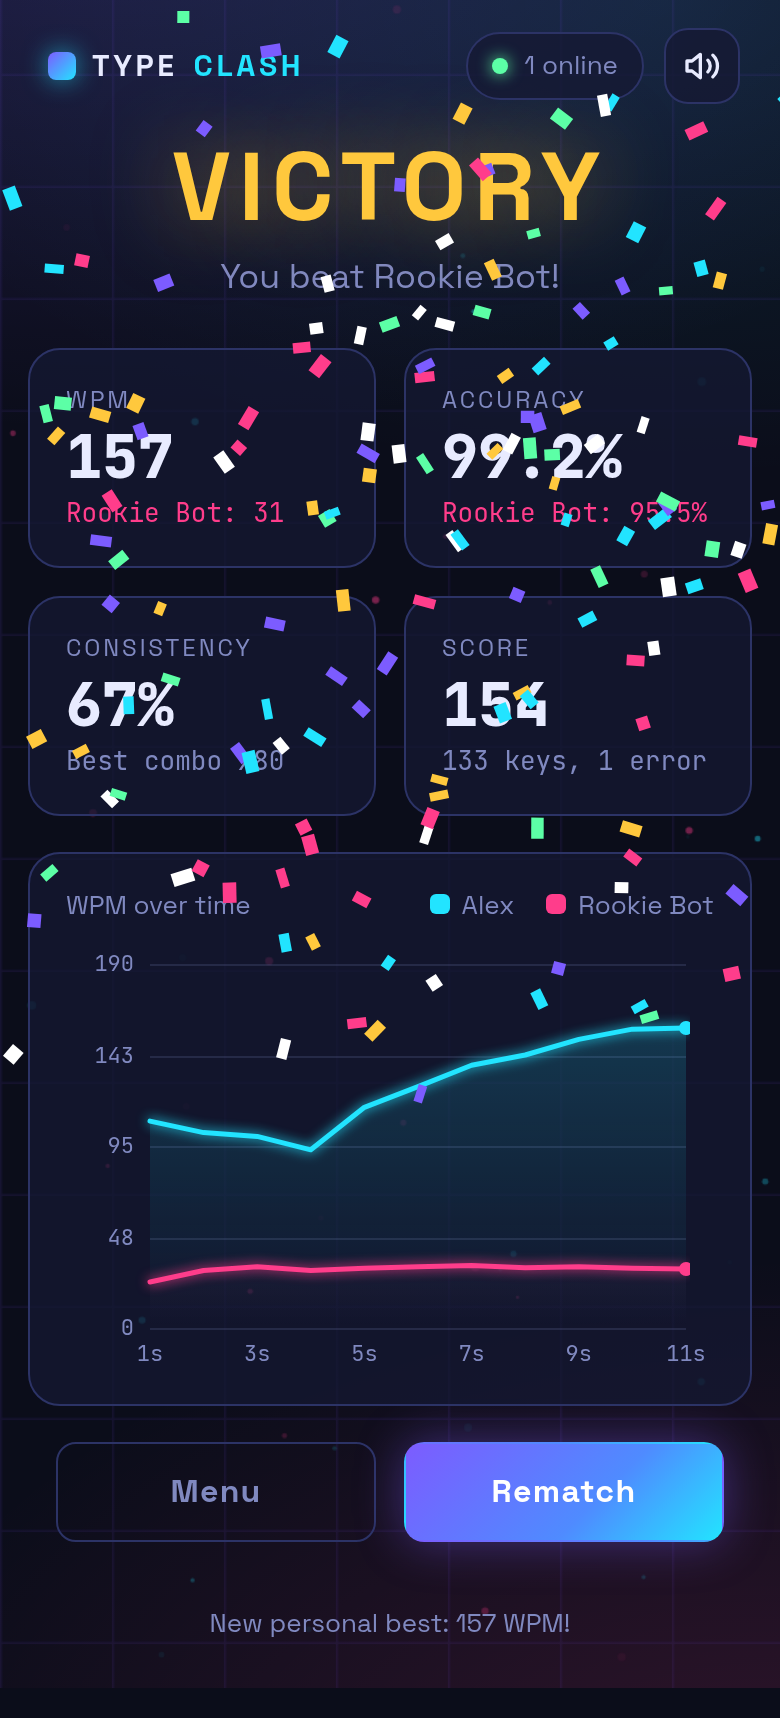 TYPE CLASH
1 online
VICTORY
You beat Rookie Bot!
WPM
157
Rookie Bot: 31
ACCURACY
99.2%
Rookie Bot: 95.5%
CONSISTENCY
67%
Best combo x80
SCORE
154
133 keys, 1 error
WPM over time
Alex
Rookie Bot
190
143
95
48
0
1s 3s 5s 7s 9s 11s
Menu
Rematch
New personal best: 157 WPM!